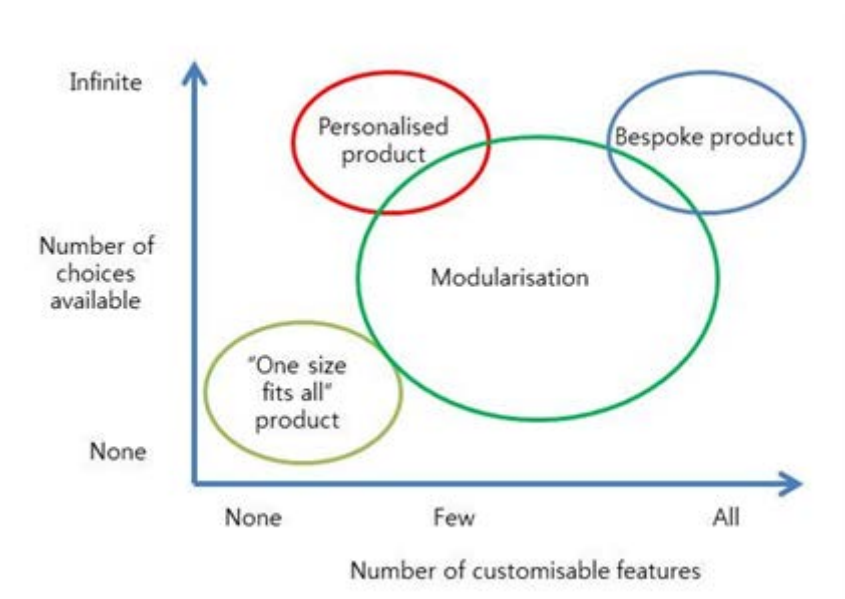 Infinite
Personalised
product
Bespoke product
Number of
choices
available
Modularisation
"One size
fits all"
product
None
None
Few
All
Number of customisable features